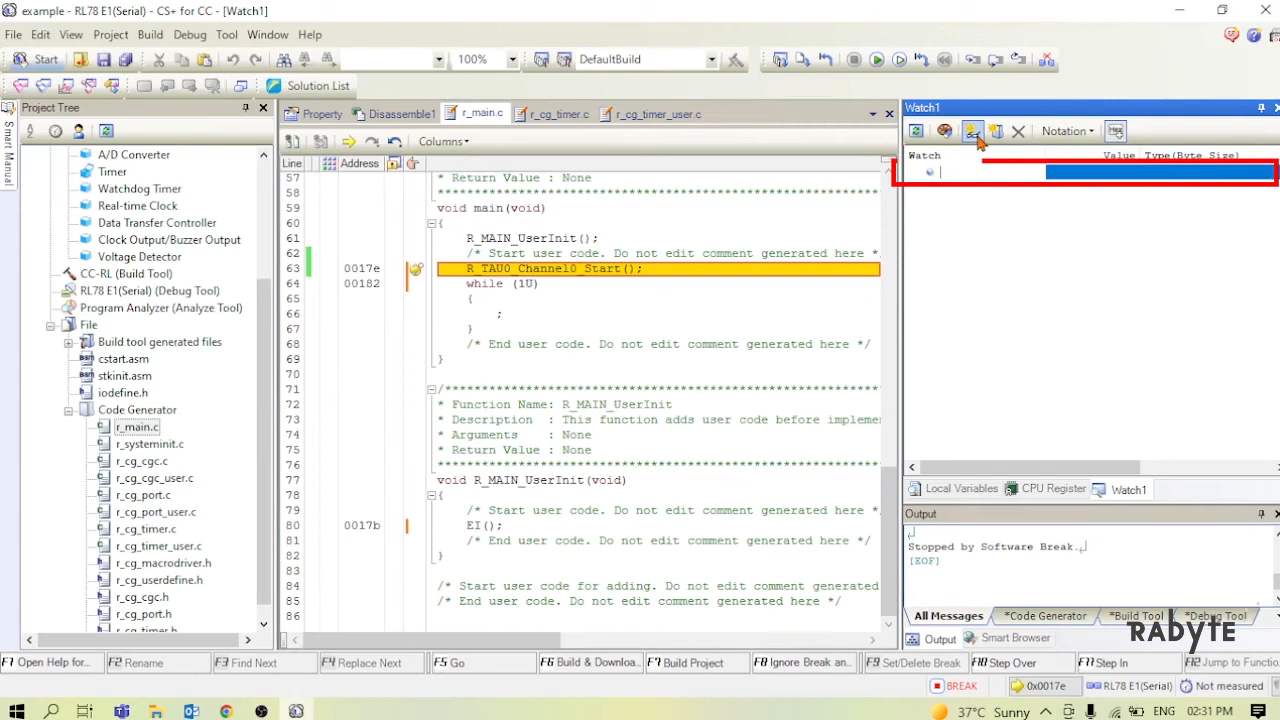 example - RL78 E1(Serial) - CS+ for CC - [Watch1]
File Edit View Project Build Debug Tool Window Help
Start 100% DefaultBuild
Solution List
Project Tree
Smart Manual
A/D Converter
Timer
Watchdog Timer
Real-time Clock
Data Transfer Controller
Clock Output/Buzzer Output
Voltage Detector
CC-RL (Build Tool)
RL78 E1(Serial) (Debug Tool)
Program Analyzer (Analyze Tool)
File
Build tool generated files
cstart.asm
stkinit.asm
iodefine.h
Code Generator
r_main.c
r_systeminit.c
r_cg_cgc.c
r_cg_cgc_user.c
r_cg_port.c
r_cg_port_user.c
r_cg_timer.c
r_cg_timer_user.c
r_cg_macrodriver.h
r_cg_userdefine.h
r_cg_cgc.h
r_cg_port.h
r_cg_timer.h
Property Disassemble1 r_main.c r_cg_timer.c r_cg_timer_user.c
Columns
Line Address
57 * Return Value : None
58 ***********************************************************
59 void main(void)
60 {
61 R_MAIN_UserInit();
62 /* Start user code. Do not edit comment generated here *
63 0017e R_TAU0_Channel0_Start();
64 00182 while (1U)
65 {
66 ;
67 }
68 /* End user code. Do not edit comment generated here */
69 }
70
71 /***********************************************************
72 * Function Name: R_MAIN_UserInit
73 * Description : This function adds user code before implemen
74 * Arguments : None
75 * Return Value : None
76 ***********************************************************
77 void R_MAIN_UserInit(void)
78 {
79 /* Start user code. Do not edit comment generated here *
80 0017b EI();
81 /* End user code. Do not edit comment generated here */
82 }
83
84 /* Start user code for adding. Do not edit comment generated
85 /* End user code. Do not edit comment generated here */
86
Watch1
Notation Hex
Watch Value Type(Byte Size)
Local Variables CPU Register Watch1
Output
Stopped by Software Break.
[EOF]
All Messages *Code Generator *Build Tool *Debug Tool
Output Smart Browser
RABYTE
F1 Open Help for... F2 Rename F3 Find Next F4 Replace Next F5 Go F6 Build & Downloa... F7 Build Project F8 Ignore Break an... F9 Set/Delete Break F10 Step Over F11 Step In F12 Jump to Functio
BREAK 0x0017e RL78 E1(Serial) Not measured
37°C Sunny ENG 02:31 PM